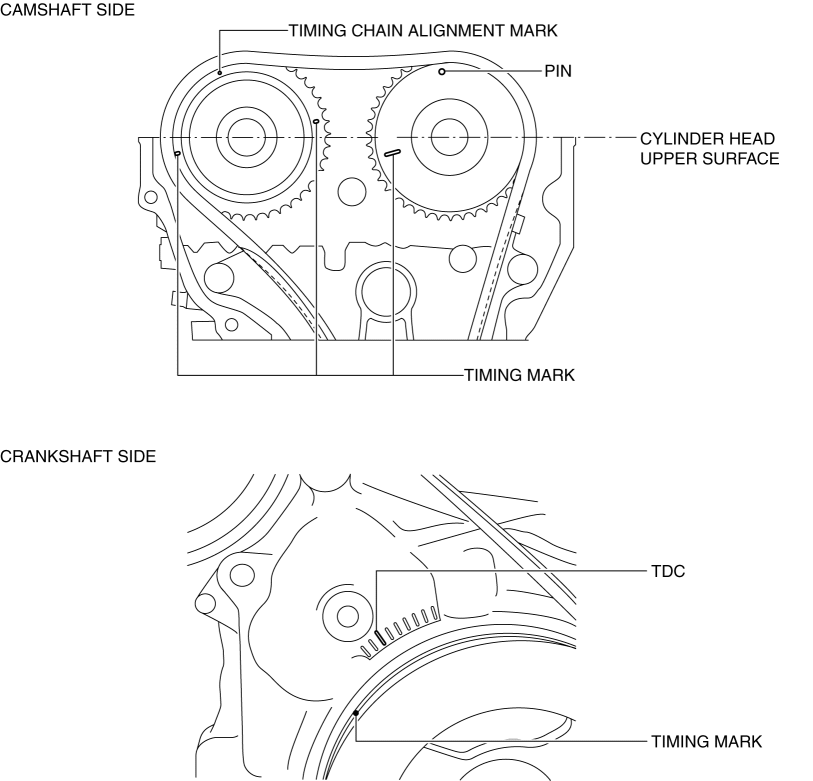 CAMSHAFT SIDE
TIMING CHAIN ALIGNMENT MARK
PIN
CYLINDER HEAD
UPPER SURFACE
TIMING MARK
CRANKSHAFT SIDE
TDC
TIMING MARK